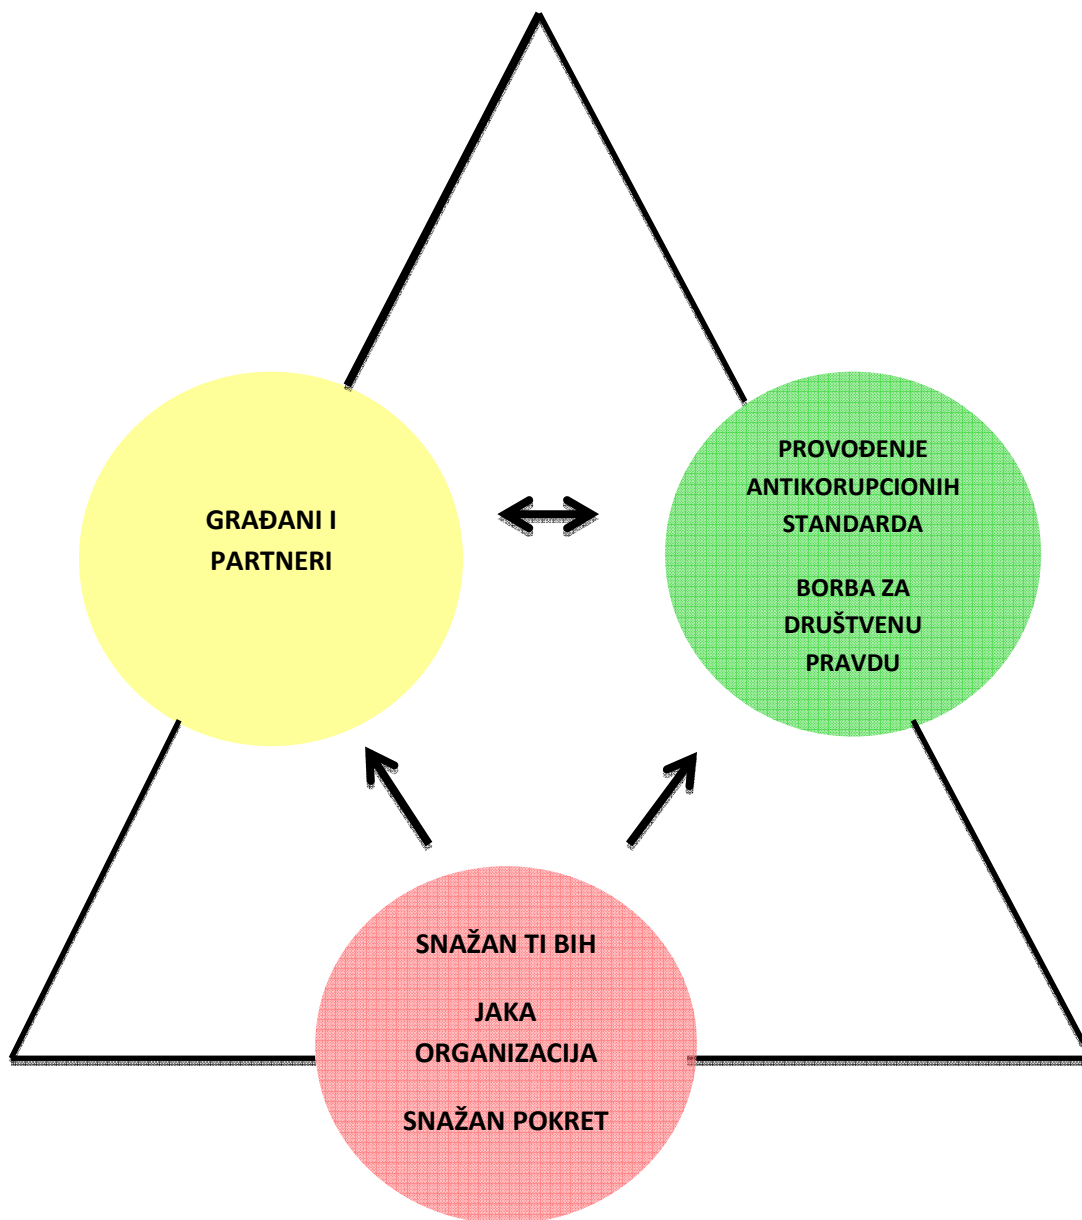 GRAĐANI I
PARTNERI
PROVOĐENJE
ANTIKORUPCIONIH
STANDARDA
BORBA ZA
DRUŠTVENU
PRAVDU
SNAŽAN TI BIH
JAKA
ORGANIZACIJA
SNAŽAN POKRET